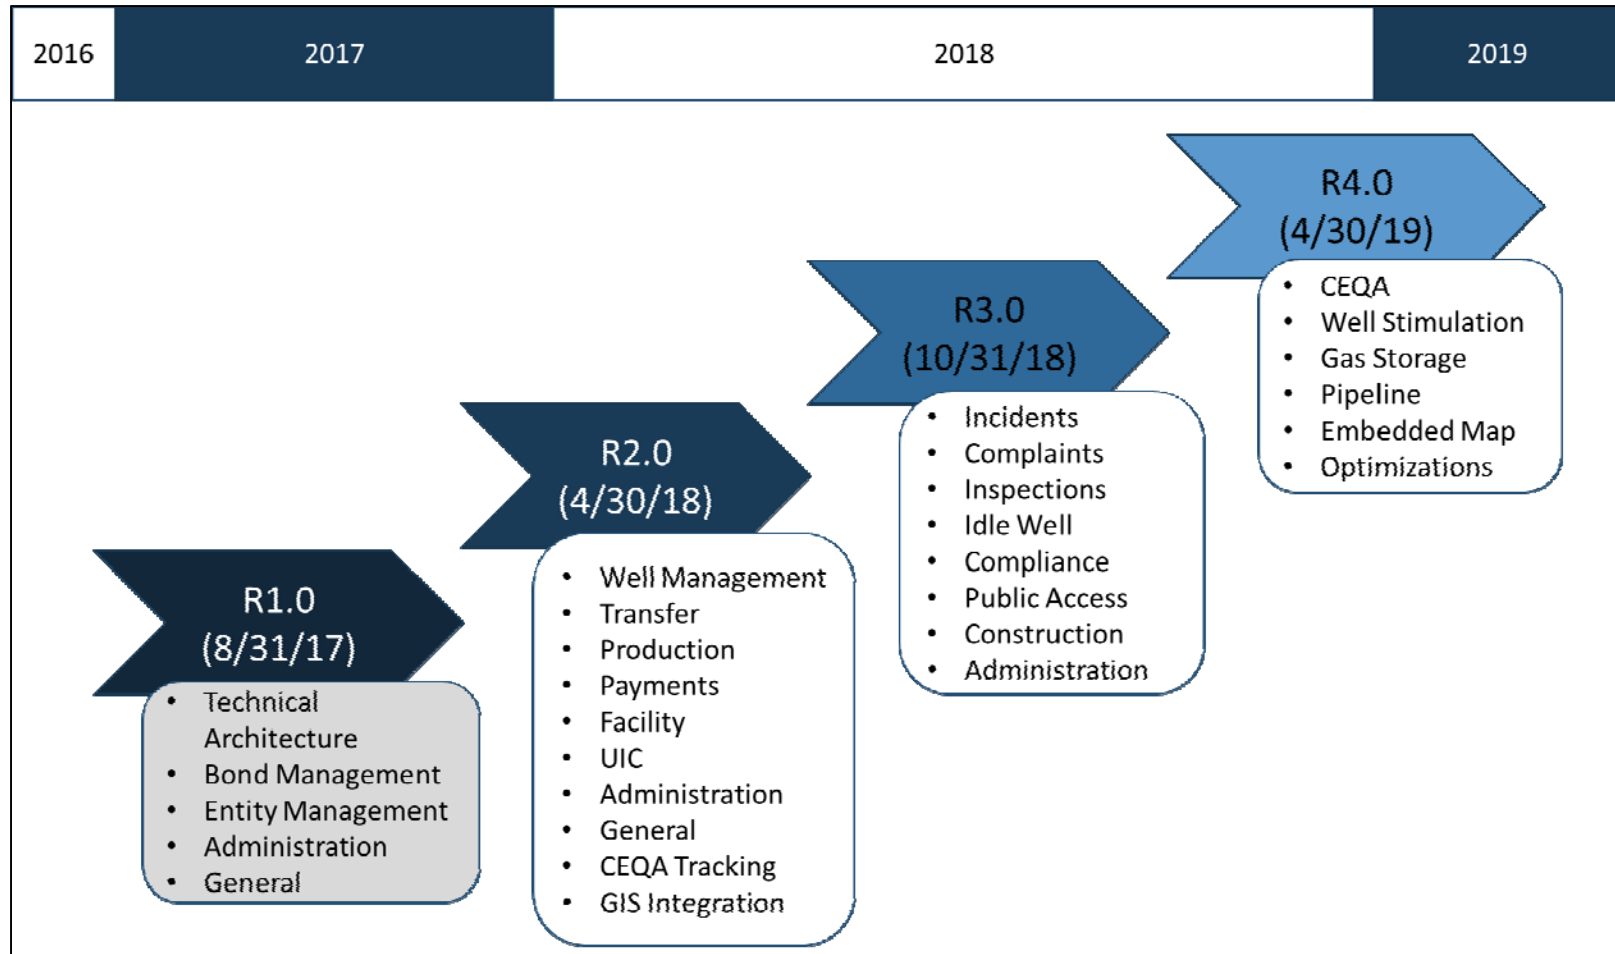 2016
2017
2018
2019
R1.0
(8/31/17)
• Technical
Architecture
• Bond Management
• Entity Management
• Administration
• General
R2.0
(4/30/18)
• Well Management
• Transfer
• Production
• Payments
• Facility
• UIC
• Administration
• General
• CEQA Tracking
• GIS Integration
R3.0
(10/31/18)
• Incidents
• Complaints
• Inspections
• Idle Well
• Compliance
• Public Access
• Construction
• Administration
R4.0
(4/30/19)
• CEQA
• Well Stimulation
• Gas Storage
• Pipeline
• Embedded Map
• Optimizations